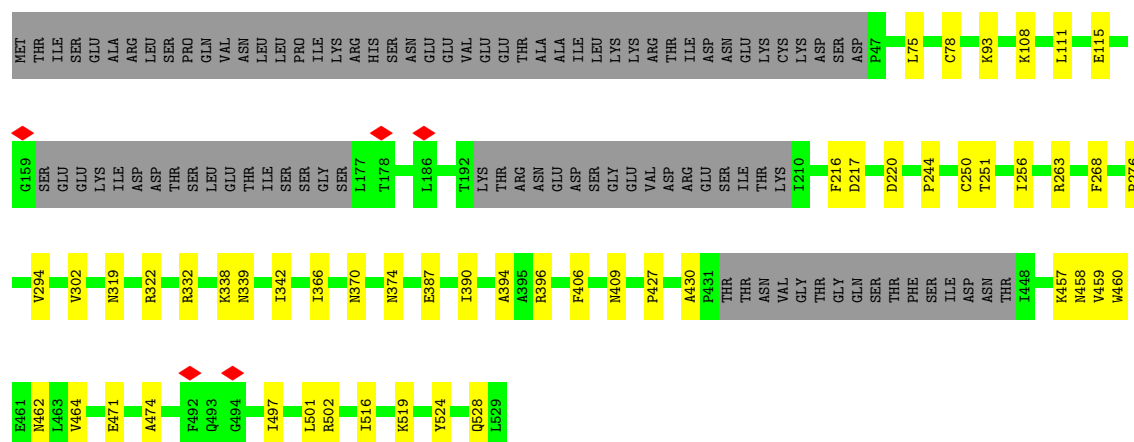 MET THR ILE SER GLU ALA ARG LEU SER PRO GLN VAL ASN LEU LEU PRO ILE LYS ARG HIS SER ASN GLU GLU VAL GLU GLU THR ALA ALA ILE LEU LYS LYS ARG THR ILE ASP ASN GLU LYS CYS LYS ASP SER ASP P47 L75 C78 K93 K108 L111 E115
G159 SER GLU GLU LYS ILE ASP ASP THR SER LEU GLU THR ILE SER SER GLY SER L177 T178 L186 T192 LYS THR ARG ASN GLU ASP SER GLY GLU VAL ASP ARG GLU SER ILE THR LYS I210 F216 D217 D220 P244 C250 T251 I256 R263 F268
V294 V302 N319 R322 R332 K338 N339 I342 I366 N370 N374 E387 I390 A394 A395 R396 F406 N409 P427 A430 P431 THR THR ASN VAL GLY THR GLY GLN SER THR PHE SER ILE ASP ASN THR I448 K457 N458 V459 W460
E461 N462 L463 V464 E471 A474 F492 Q493 G494 I497 L501 R502 I516 K519 Y524 Q528 L529